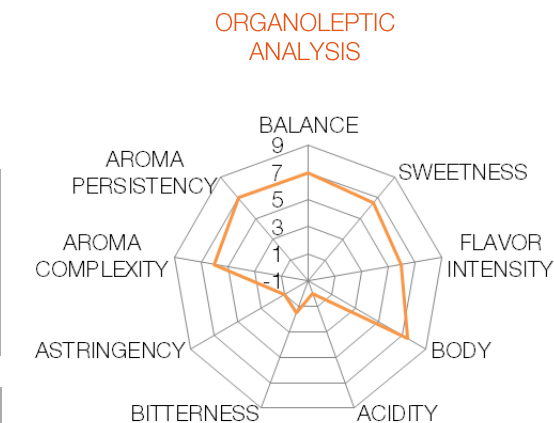 ORGANOLEPTIC
ANALYSIS
BALANCE
9
AROMA
PERSISTENCY
7
SWEETNESS
5
3
AROMA
COMPLEXITY
FLAVOR
INTENSITY
1
-1
ASTRINGENCY
BODY
BITTERNESS
ACIDITY